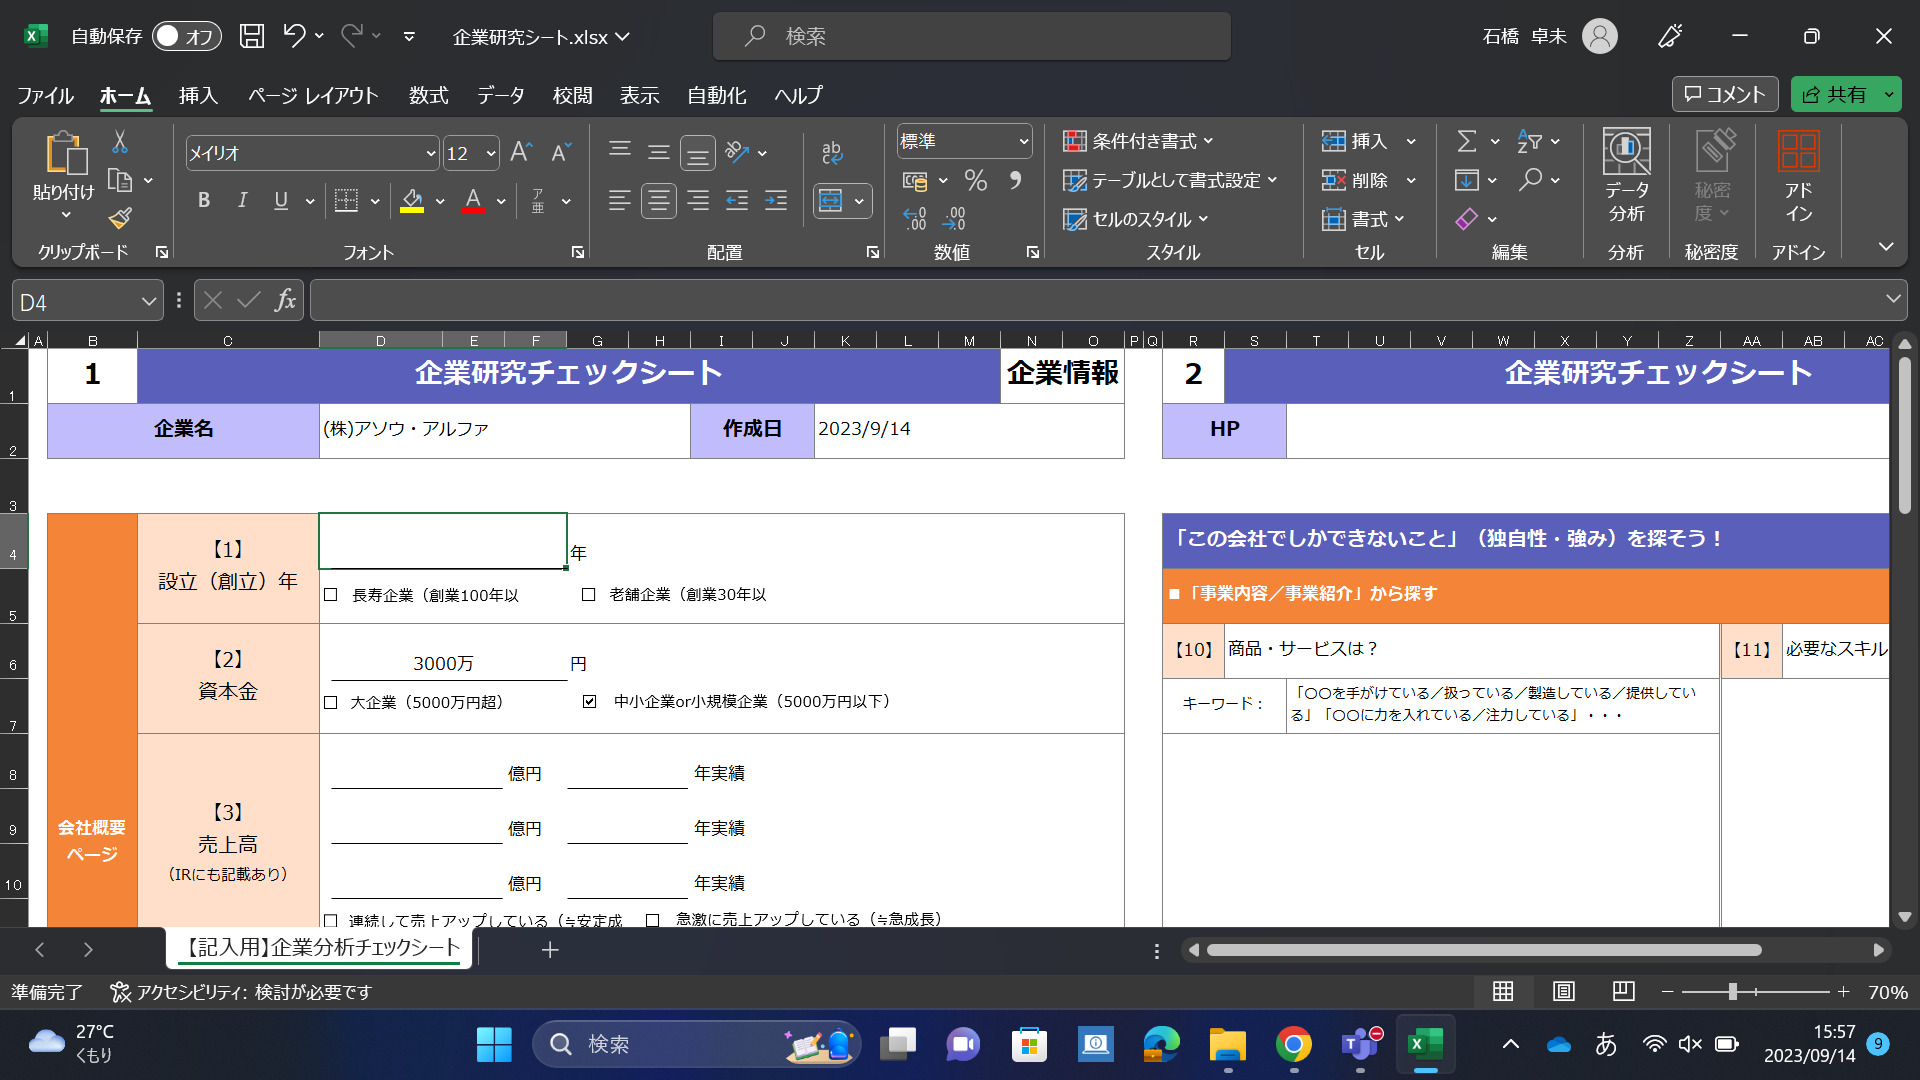 自動保存 オフ 企業研究シート.xlsx 検索 石橋 卓未
ファイル ホーム 挿入 ページ レイアウト 数式 データ 校閲 表示 自動化 ヘルプ コメント 共有
貼り付け
クリップボード
メイリオ 12
B I U A ア亜
フォント
ab
配置
標準
% 9
数値
条件付き書式
テーブルとして書式設定
セルのスタイル
スタイル
挿入
削除
書式
セル
編集
データ
分析
分析
秘密
度
秘密度
アド
イン
アドイン
D4 fx
A B C D E F G H I J K L M N O P Q R S T U V W X Y Z AA AB AC
1 1 企業研究チェックシート 企業情報 2 企業研究チェックシート
2 企業名 (株)アソウ・アルファ 作成日 2023/9/14 HP
3
4 【1】 年 「この会社でしかできないこと」（独自性・強み）を探そう！
設立（創立）年
5 長寿企業（創業100年以 老舗企業（創業30年以 ■「事業内容／事業紹介」から探す
6 【2】 3000万 円 【10】 商品・サービスは？ 【11】 必要なスキル
資本金
7 大企業（5000万円超） 中小企業or小規模企業（5000万円以下） キーワード： 「〇〇を手がけている／扱っている／製造している／提供してい
る」「〇〇に力を入れている／注力している」・・・
8 億円 年実績
9 会社概要 【3】 億円 年実績
ページ 売上高
10 （IRにも記載あり） 億円 年実績
連続して売上アップしている（≒安定成 急激に売上アップしている（≒急成長）
【記入用】企業分析チェックシート
準備完了 アクセシビリティ: 検討が必要です 70%
27°C
くもり
検索
あ
15:57
2023/09/14
9